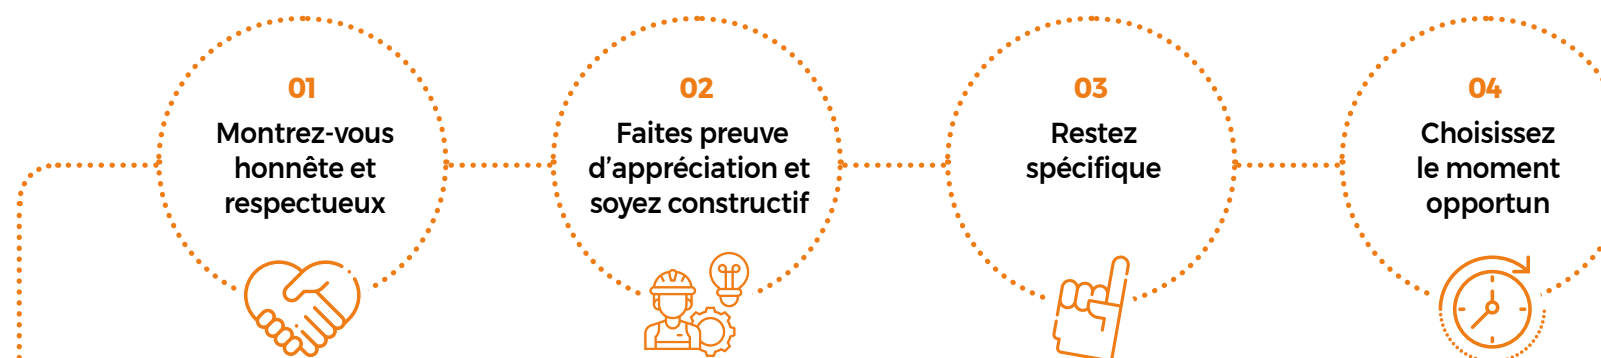 01
Montrez-vous
honnête et
respectueux
02
Faites preuve
d’appréciation et
soyez constructif
03
Restez
spécifique
04
Choisissez
le moment
opportun